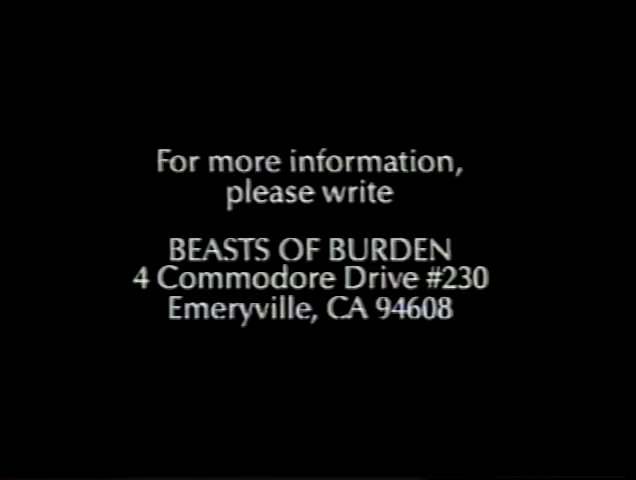 For more information,
please write
BEASTS OF BURDEN
4 Commodore Drive #230
Emeryville, CA 94608